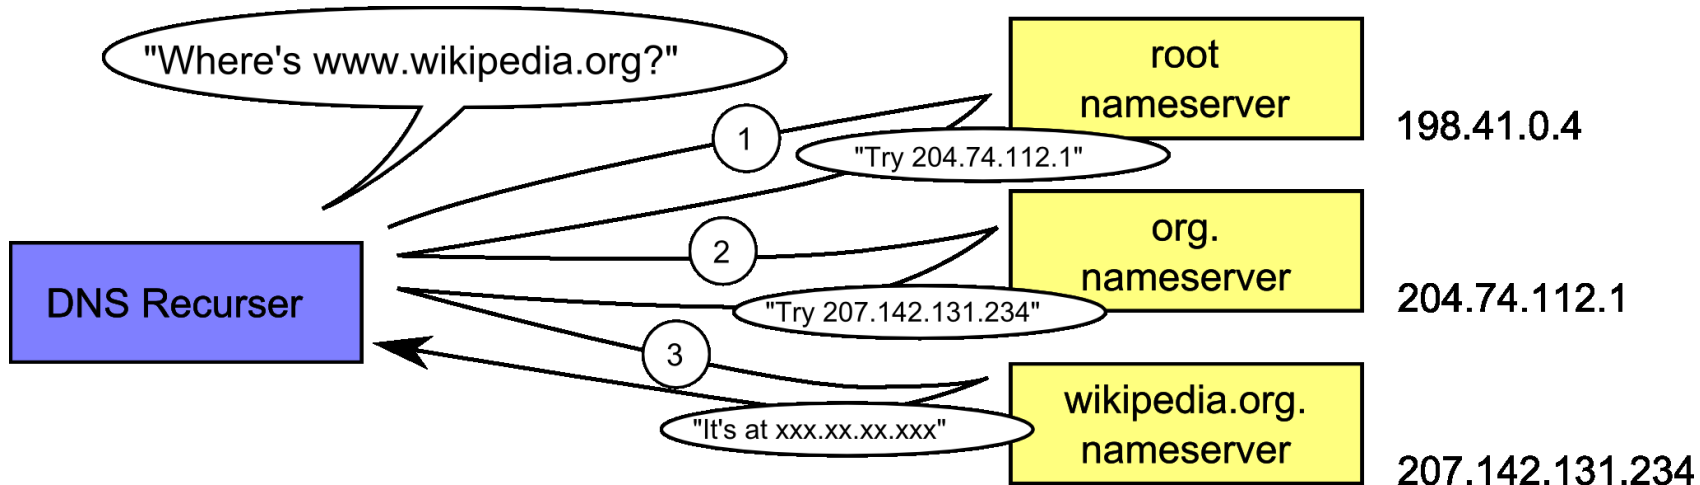 "Where's www.wikipedia.org?"
root
nameserver
198.41.0.4
1
"Try 204.74.112.1"
org.
nameserver
204.74.112.1
2
"Try 207.142.131.234"
DNS Recurser
3
wikipedia.org.
nameserver
207.142.131.234
"It's at xxx.xx.xx.xxx"